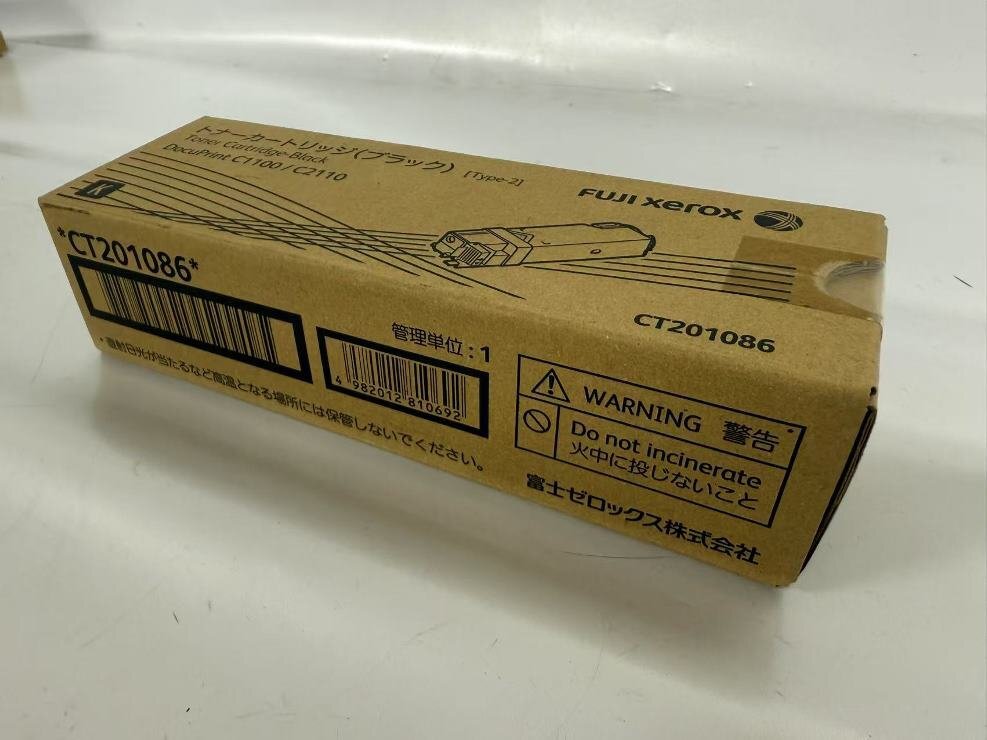 トナーカートリッジ(ブラック) [Type-2]
Toner Cartridge-Black
DocuPrint C1100 / C2110
FUJI xerox
K
CT201086
*CT201086*
管理単位:1
4 982012 810692
*直射日光が当たるなど高温となる場所には保管しないでください。
WARNING 警告
Do not incinerate
火中に投じないこと
富士ゼロックス株式会社